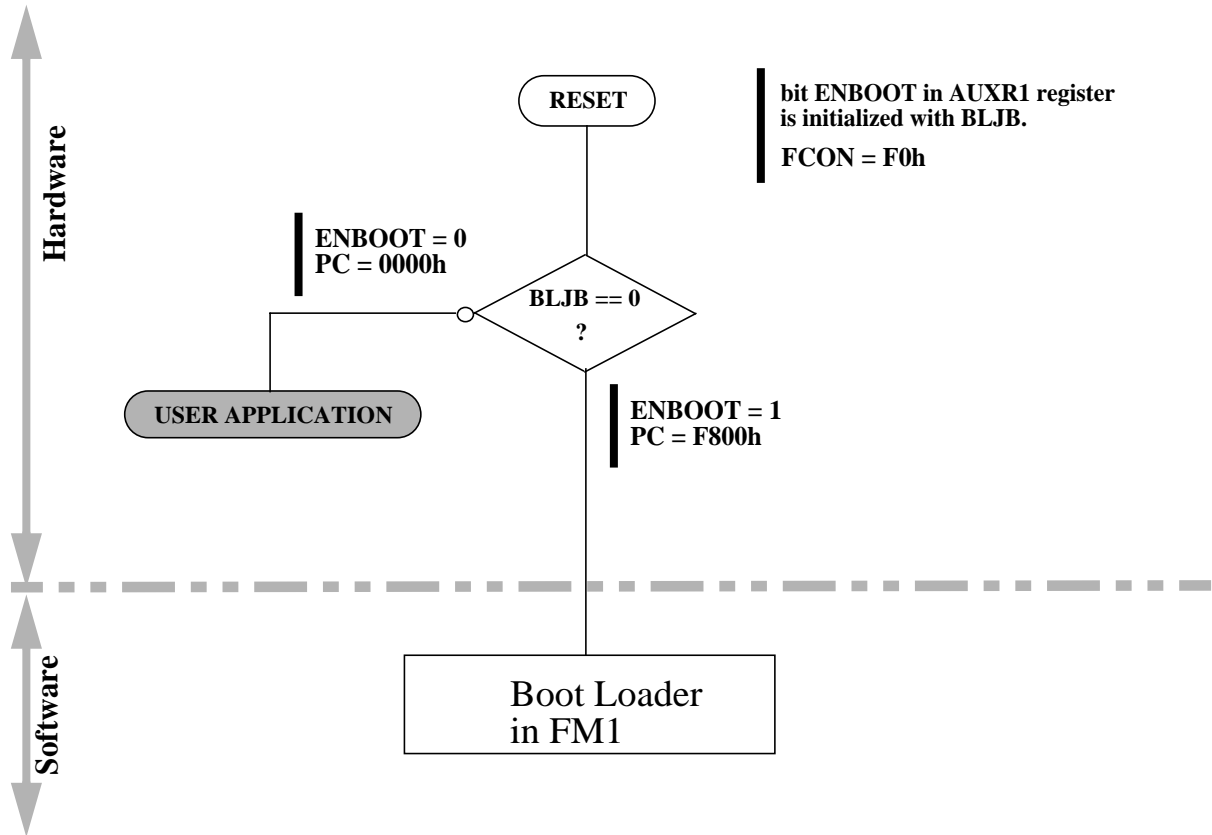 Hardware
RESET
bit ENBOOT in AUXR1 register
is initialized with BLJB.
FCON = F0h
ENBOOT = 0
PC = 0000h
BLJB == 0
?
USER APPLICATION
ENBOOT = 1
PC = F800h
Software
Boot Loader
in FM1